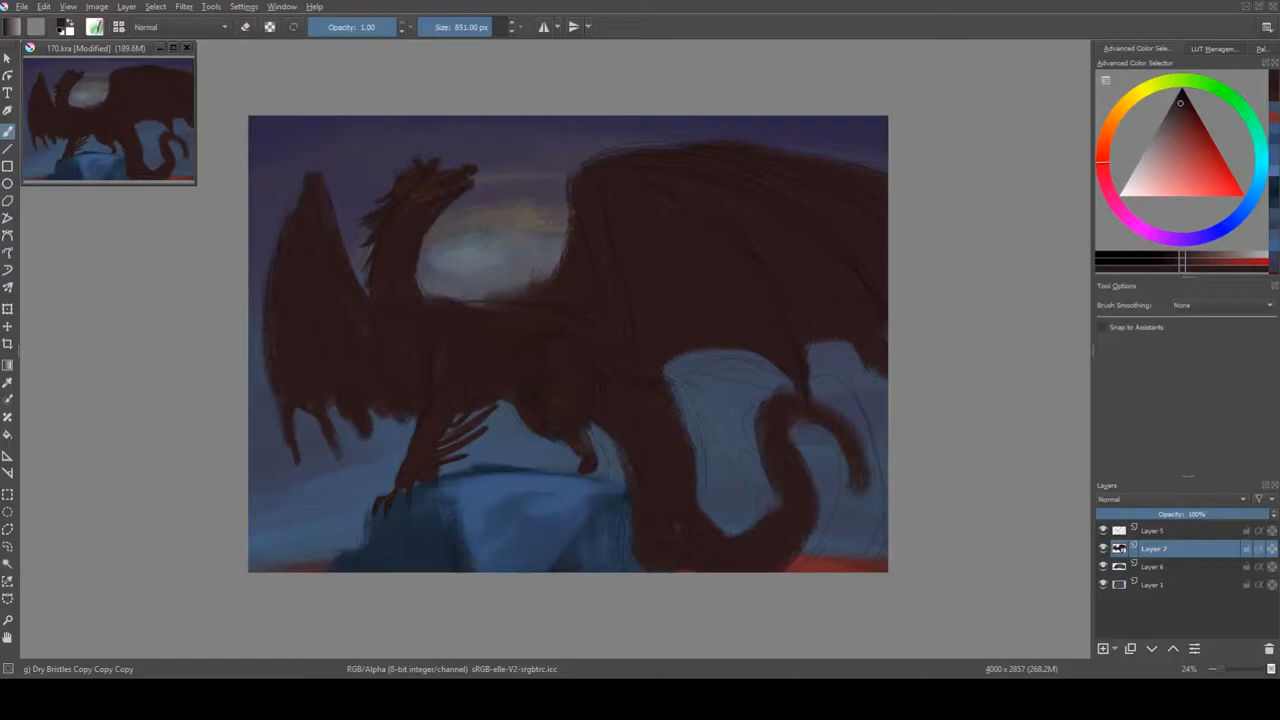 File Edit View Image Layer Select Filter Tools Settings Window Help
Normal Opacity: 1.00 Size: 851.00 px
170.kra [Modified] (189.6M)
Advanced Color Sele... LUT Managem... Pal...
Advanced Color Selector
Tool Options
Brush Smoothing: None
Snap to Assistants
Layers
Normal
Opacity: 100%
Layer 5
Layer 7
Layer 6
Layer 1
g) Dry Bristles Copy Copy Copy RGB/Alpha (8-bit integer/channel) sRGB-elle-V2-srgbtrc.icc 4000 x 2857 (268.2M) 24%